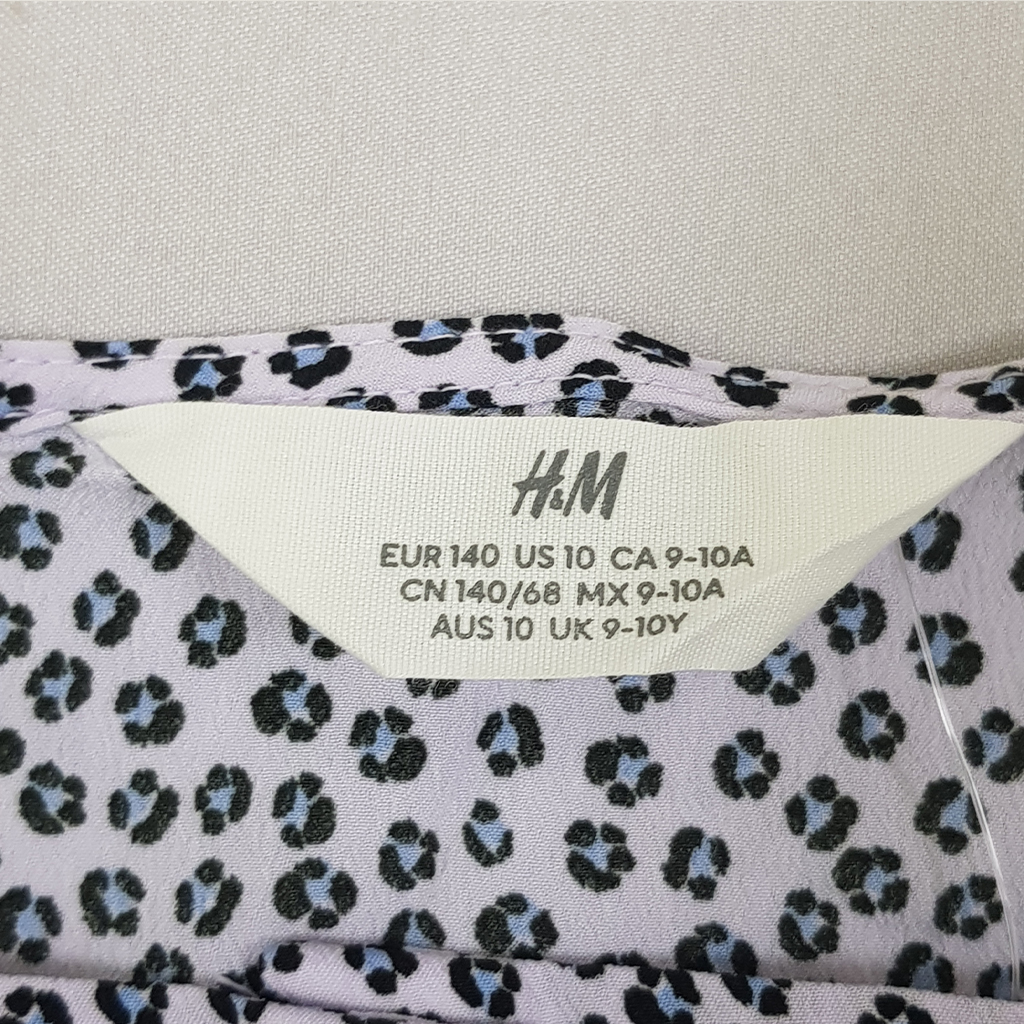 H&M
EUR 140 US 10 CA 9-10A
CN 140/68 MX 9-10A
AUS 10 UK 9-10Y